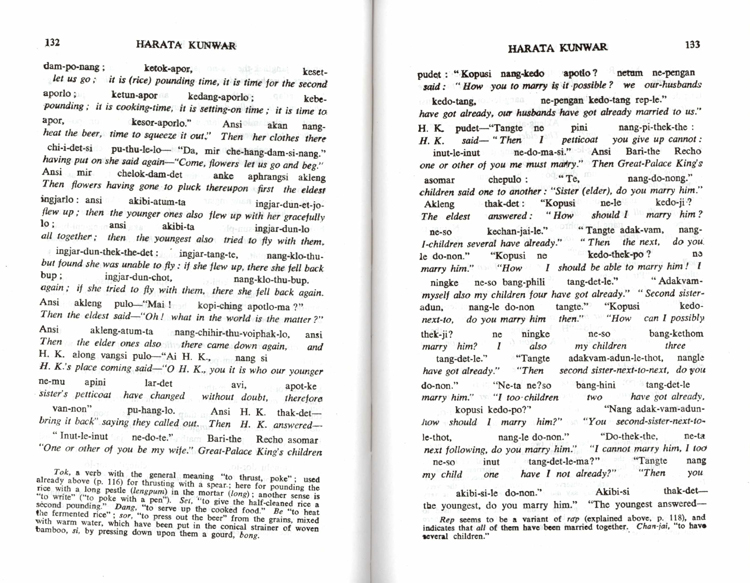 132 HARATA KUNWAR
dam-po-nang ; ketok-apor, keset-
let us go ; it is (rice) pounding time, it is time for the second
aporlo ; ketun-apor kedang-aporlo ; kebe-
pounding ; it is cooking-time, it is setting-on time ; it is time to
apor, kesor-aporlo." Ansi akan nang-
heat the beer, time to squeeze it out." Then her clothes there
chi-i-det-si pu-thu-le-lo— "Da, mir che-hang-dam-si-nang."
having put on she said again—"Come, flowers let us go and beg."
Ansi mir chelok-dam-det anke aphrangsi akleng
Then flowers having gone to pluck thereupon first the eldest
ingjarlo : ansi akibi-atum-ta ingjar-dun-et-jo-
flew up ; then the younger ones also flew up with her gracefully
lo ; ansi akibi-ta ingjar-dun-lo
all together ; then the youngest also tried to fly with them,
ingjar-dun-thek-the-det : ingjar-tang-te, nang-klo-thu-
but found she was unable to fly : if she flew up, there she fell back
bup ; ingjar-dun-chot, nang-klo-thu-bup.
again ; if she tried to fly with them, there she fell back again.
Ansi akleng pulo—"Mai ! kopi-ching apotlo-ma ?"
Then the eldest said—"Oh ! what in the world is the matter ?"
Ansi akleng-atum-ta nang-chihir-thu-voiphak-lo, ansi
Then the elder ones also there came down again, and
H. K. along vangsi pulo—"Ai H. K., nang si
H. K.'s place coming said—"O H. K., you it is who our younger
ne-mu apini lar-det avi, apot-ke
sister's petticoat have changed without doubt, therefore
van-non" pu-hang-lo. Ansi H. K. thak-det—
bring it back" saying they called out. Then H. K. answered—
"Inut-le-inut ne-do-te." Bari-the Recho asomar
"One or other of you be my wife." Great-Palace King's children
Tok, a verb with the general meaning "to thrust, poke" ; used
already above (p. 116) for thrusting with a spear ; here for pounding the
rice with a long pestle (lengpum) in the mortar (long) ; another sense is
"to write" ("to poke with a pen"). Set, "to give the half-cleaned rice a
second pounding." Dang, "to serve up the cooked food." Be "to heat
the fermented rice" ; sor, "to press out the beer" from the grains, mixed
with warm water, which have been put in the conical strainer of woven
bamboo, si, by pressing down upon them a gourd, bong.
HARATA KUNWAR 133
pudet : "Kopusi nang-kedo apotlo ? netum ne-pengan
said : "How you to marry is it possible ? we our-husbands
kedo-tang, ne-pengan kedo-tang rep-le."
have got already, our husbands have got already married to us."
H. K. pudet—"Tangte ne pini nang-pi-thek-the :
H. K. said— "Then I petticoat you give up cannot :
inut-le-inut ne-do-ma-si." Ansi Bari-the Recho
one or other of you me must marry." Then Great-Palace King's
asomar chepulo : "Te, nang-do-nong."
children said one to another : "Sister (elder), do you marry him."
Akleng thak-det : "Kopusi ne-le kedo-ji ?
The eldest answered : "How should I marry him ?
ne-so kechan-jai-le." "Tangte adak-vam, nang-
I-children several have already." "Then the next, do you
le do-non." "Kopusi ne kedo-thek-po ? ne
marry him." "How I should be able to marry him ! I
ningke ne-so bang-phili tang-det-le." "Adakvam-
myself also my children four have got already." "Second sister-
adun, nang-le do-non tangte." "Kopusi kedo-
next-to, do you marry him then." "How can I possibly
thek-ji? ne ningke ne-so bang-kethom
marry him? I also my children three
tang-det-le." "Tangte adakvam-adun-le-thot, nangle
have got already." "Then second sister-next-to-next, do you
do-non." "Ne-ta ne?so bang-hini tang-det-le
marry him." "I too children two have got already,
kopusi kedo-po?" "Nang adak-vam-adun-
how should I marry him?" "You second-sister-next-to-
le-thot, nang-le do-non." "Do-thek-the, ne-ta
next following, do you marry him." "I cannot marry him, I too
ne-so inut tang-det-le-ma?" "Tangte nang
my child one have I not already?" "Then you
akibi-si-le do-non." Akibi-si thak-det—
the youngest, do you marry him." "The youngest answered—
Rep seems to be a variant of rap (explained above, p. 118), and
indicates that all of them have been married together. Chan-jai, "to have
several children."